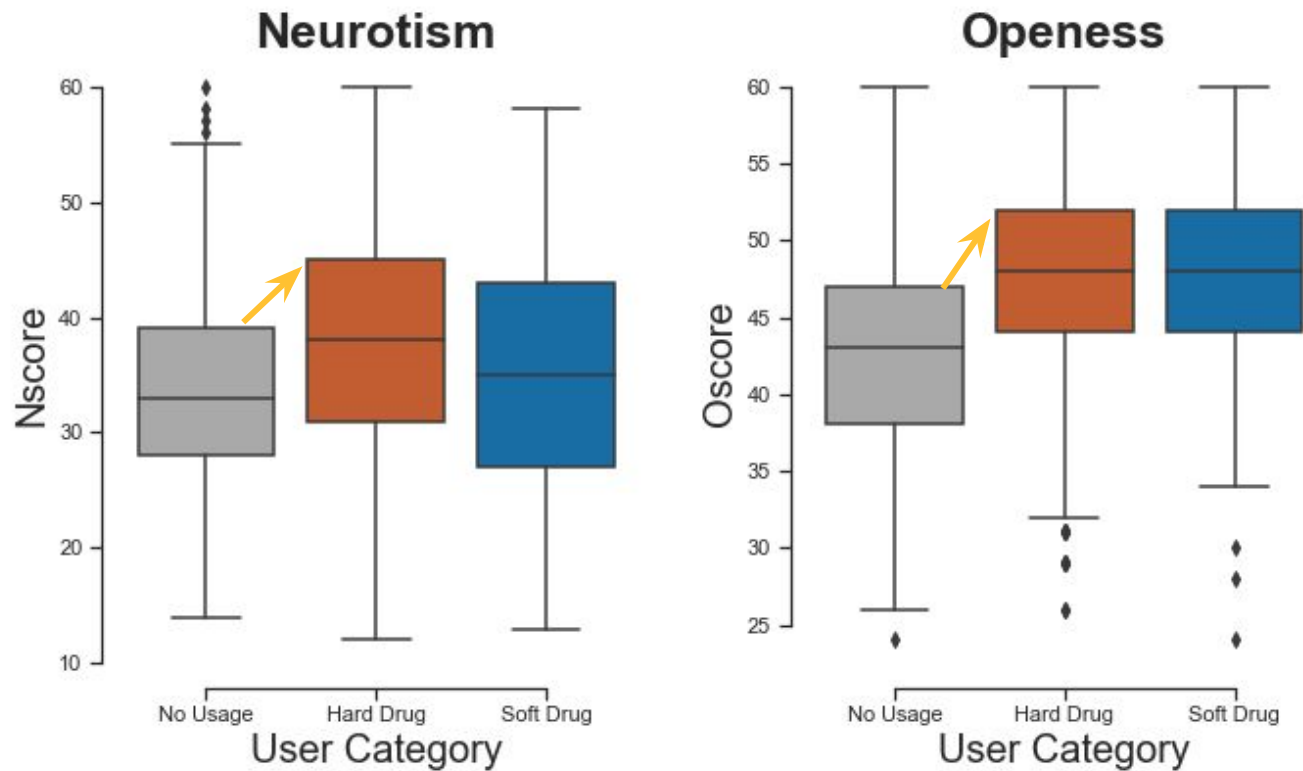 Neurotism
60
50
40
30
20
10
Nscore
No Usage
Hard Drug
Soft Drug
User Category
Openess
60
55
50
45
40
35
30
25
Oscore
No Usage
Hard Drug
Soft Drug
User Category